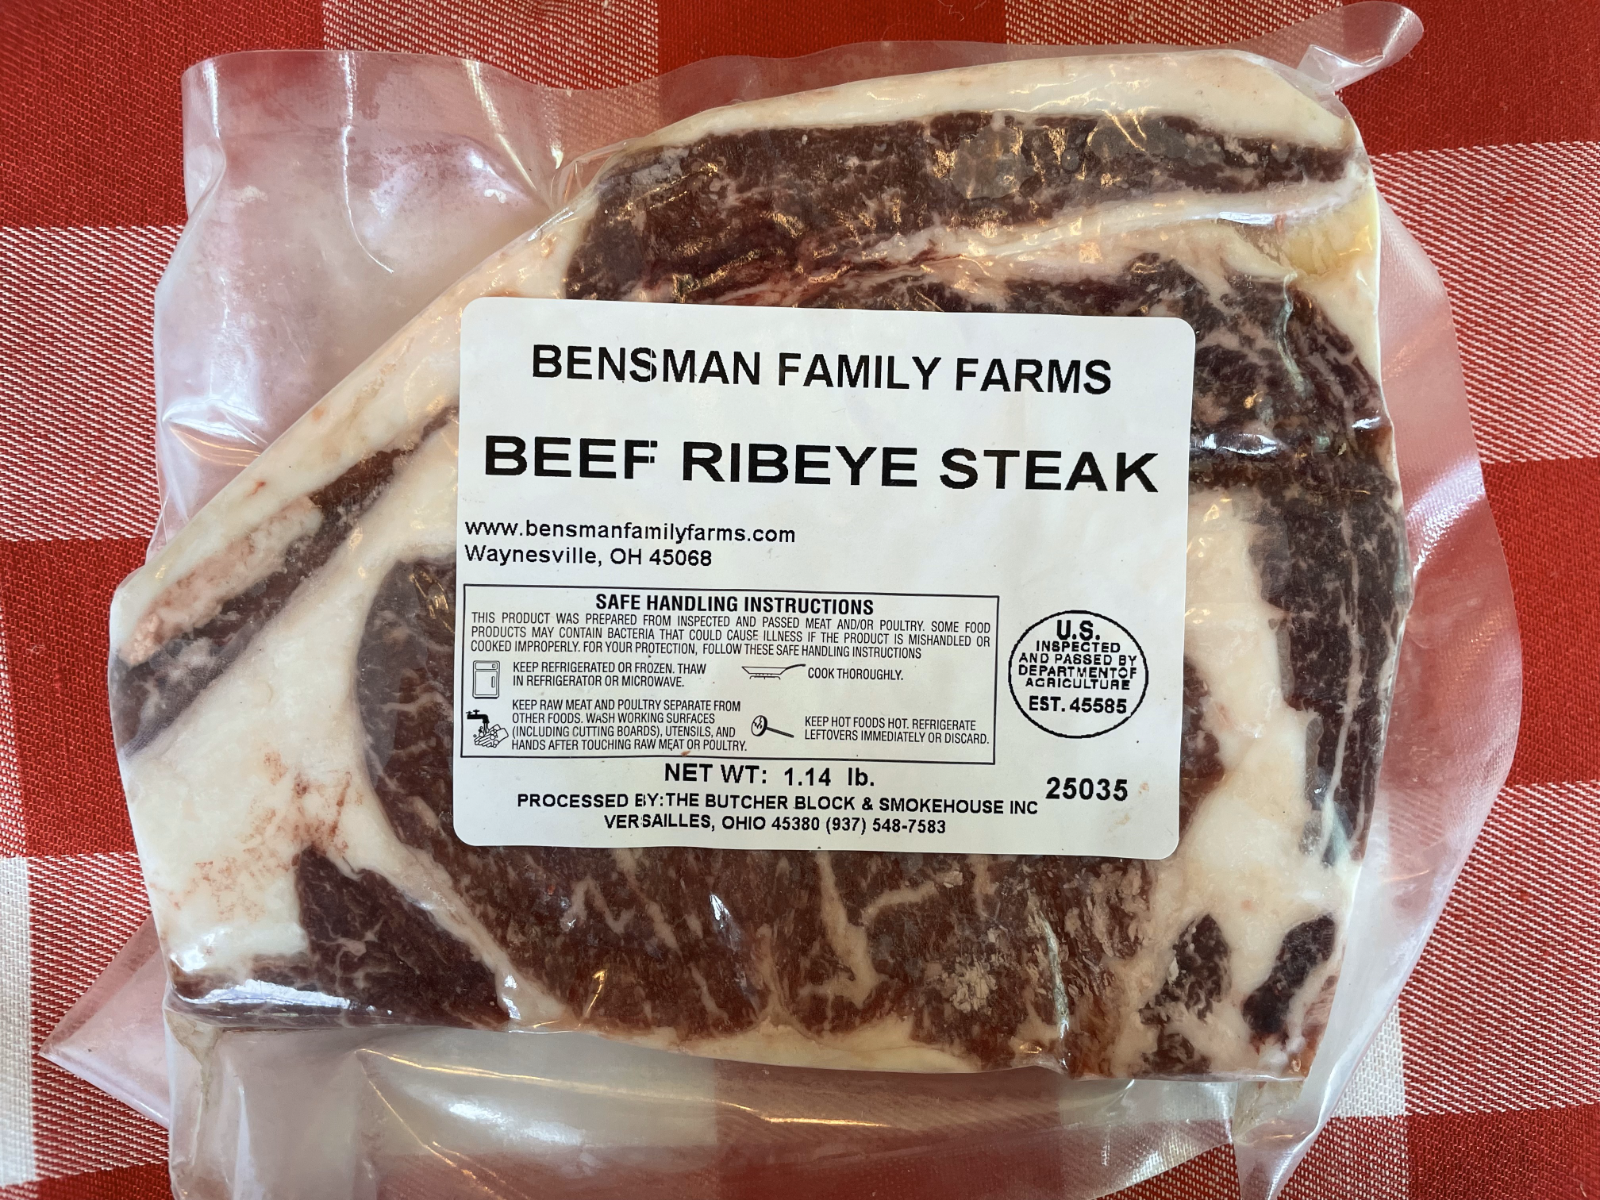 BENSMAN FAMILY FARMS
BEEF RIBEYE STEAK
www.bensmanfamilyfarms.com
Waynesville, OH 45068
SAFE HANDLING INSTRUCTIONS
THIS PRODUCT WAS PREPARED FROM INSPECTED AND PASSED MEAT AND/OR POULTRY. SOME FOOD
PRODUCTS MAY CONTAIN BACTERIA THAT COULD CAUSE ILLNESS IF THE PRODUCT IS MISHANDLED OR
COOKED IMPROPERLY. FOR YOUR PROTECTION, FOLLOW THESE SAFE HANDLING INSTRUCTIONS
KEEP REFRIGERATED OR FROZEN. THAW
IN REFRIGERATOR OR MICROWAVE.
COOK THOROUGHLY.
KEEP RAW MEAT AND POULTRY SEPARATE FROM
OTHER FOODS. WASH WORKING SURFACES
(INCLUDING CUTTING BOARDS), UTENSILS, AND
HANDS AFTER TOUCHING RAW MEAT OR POULTRY.
KEEP HOT FOODS HOT. REFRIGERATE
LEFTOVERS IMMEDIATELY OR DISCARD.
U.S.
INSPECTED
AND PASSED BY
DEPARTMENTOF
AGRICULTURE
EST. 45585
NET WT: 1.14 lb.
25035
PROCESSED BY:THE BUTCHER BLOCK & SMOKEHOUSE INC
VERSAILLES, OHIO 45380 (937) 548-7583